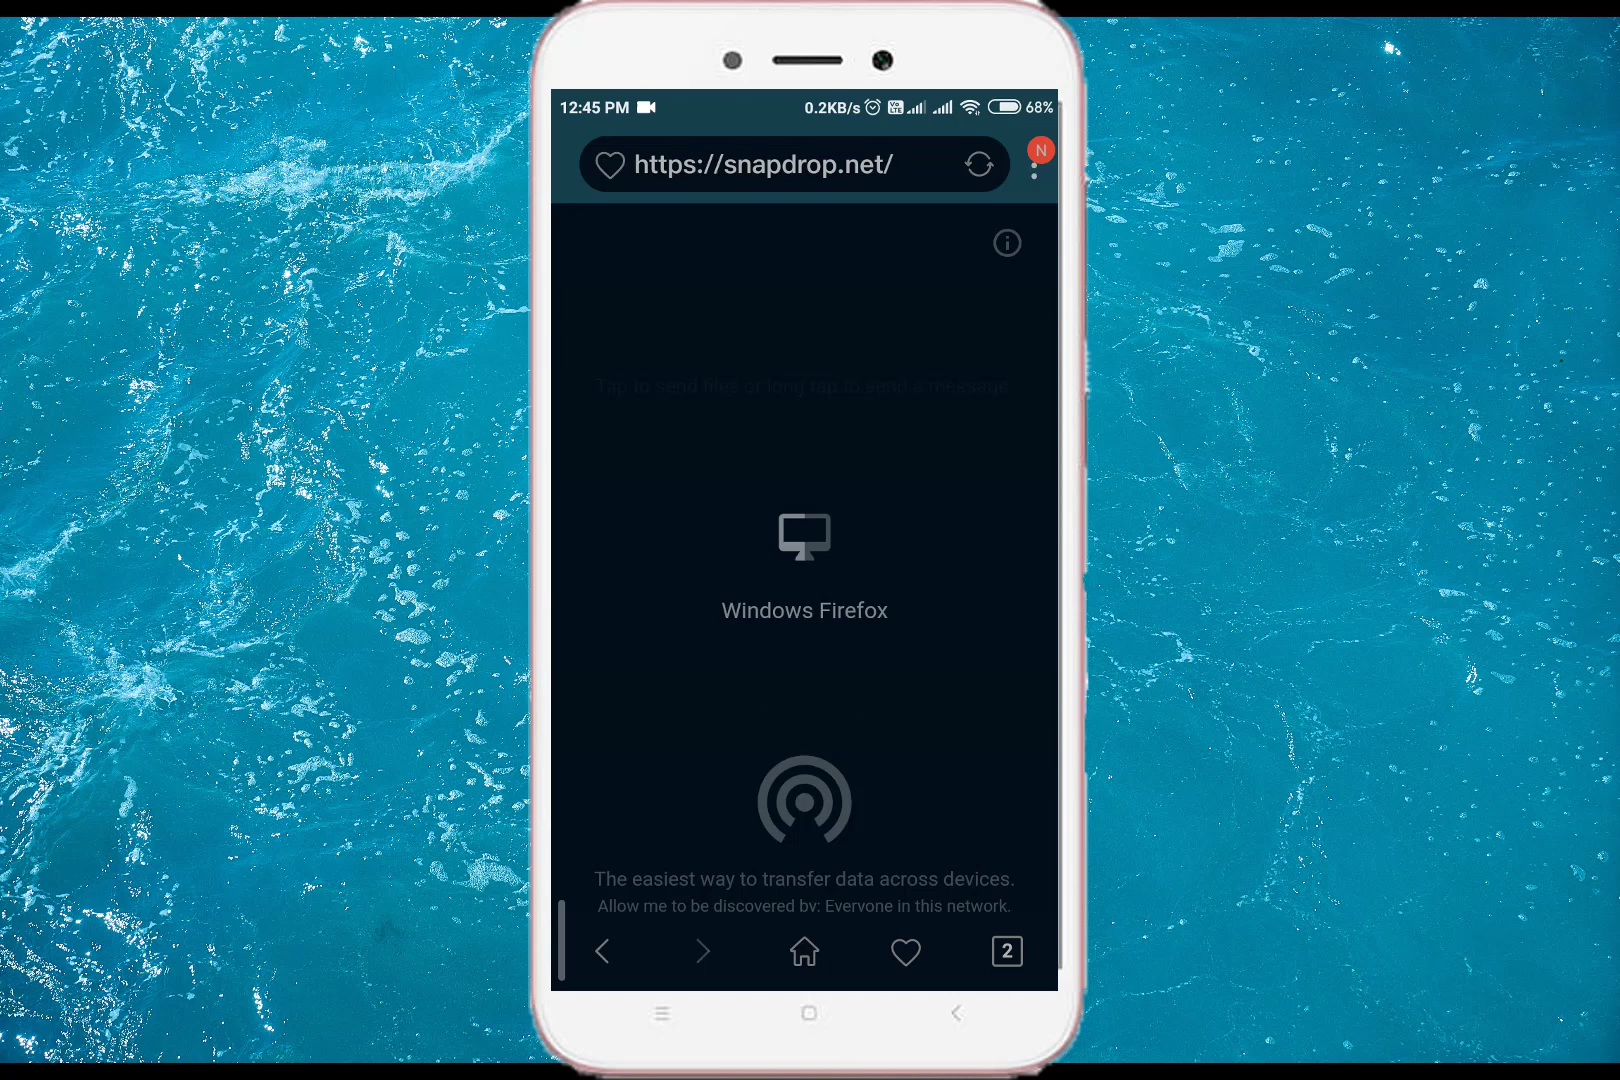 12:45 PM 0.2KB/s Vo LTE 68%
https://snapdrop.net/
N
Tap to send files or long tap to send a message
Windows Firefox
The easiest way to transfer data across devices.
Allow me to be discovered by: Everyone in this network.
2